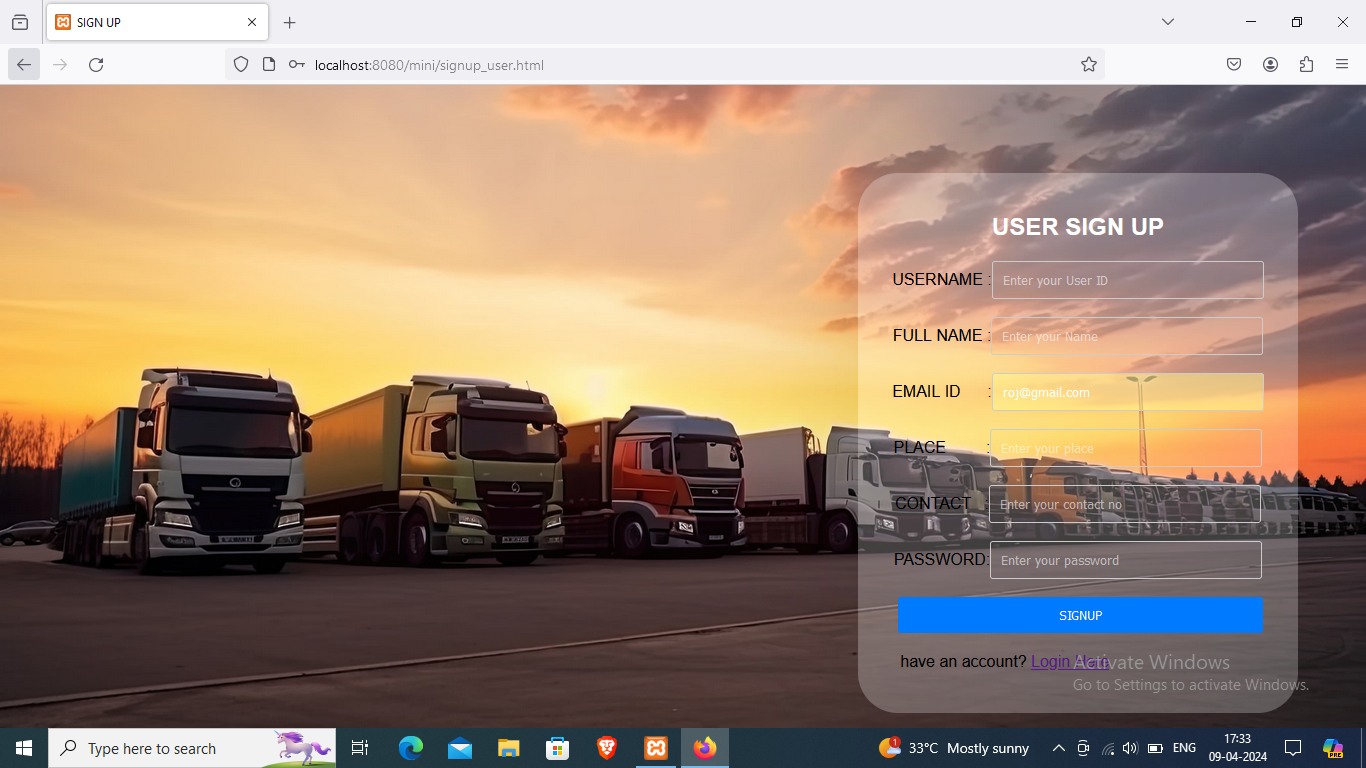 SIGN UP
localhost:8080/mini/signup_user.html
USER SIGN UP
USERNAME : Enter your User ID
FULL NAME : Enter your Name
EMAIL ID : roj@gmail.com
PLACE : Enter your place
CONTACT Enter your contact no
PASSWORD: Enter your password
SIGNUP
have an account? Login Here
Activate Windows
Go to Settings to activate Windows.
Type here to search
1
33°C Mostly sunny
ENG
17:33
09-04-2024
PRE